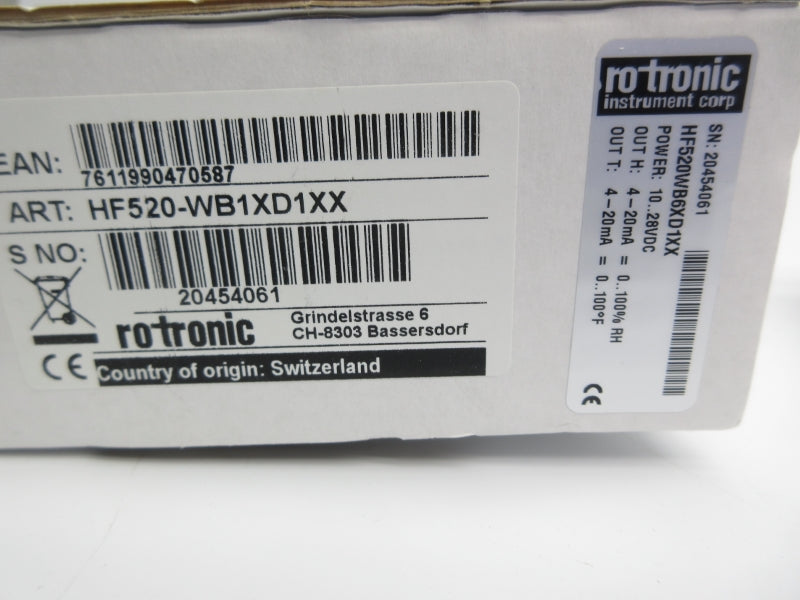 EAN:
7611990470587
ART: HF520-WB1XD1XX
S NO:
20454061
rotronic
Grindelstrasse 6
CH-8303 Bassersdorf
CE
Country of origin: Switzerland
rotronic
instrument corp
SN: 20454061
HF520WB6XD1XX
POWER: 10...28VDC
OUT H: 4-20mA = 0..100% RH
OUT T: 4-20mA = 0..100°F
CE